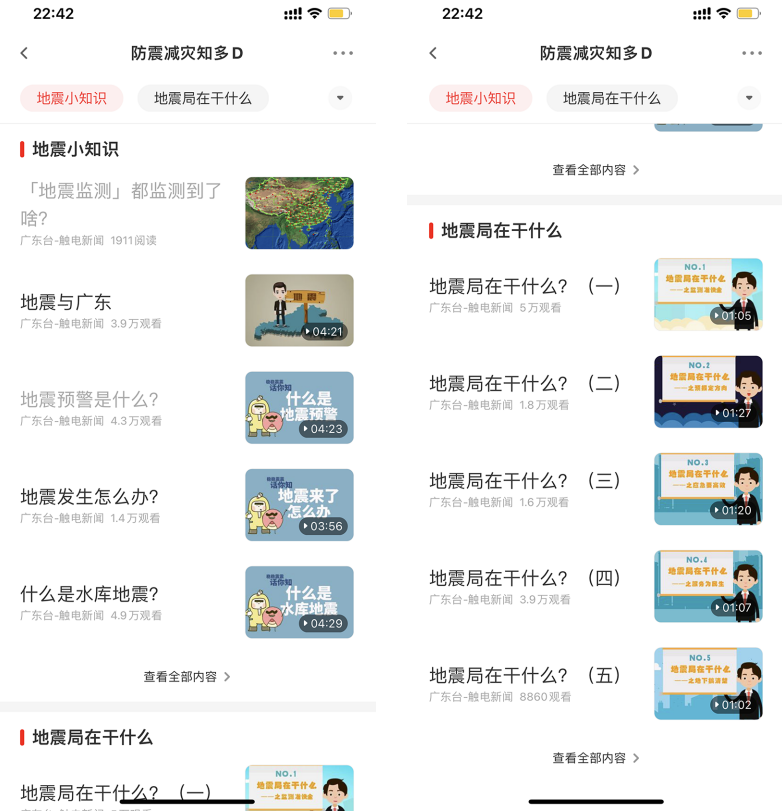 22:42
防震减灾知多D
地震小知识
地震局在干什么
地震小知识
「地震监测」都监测到了
啥?
广东台-触电新闻 1911阅读
地震与广东
广东台-触电新闻 3.9万观看
地震
04:21
地震预警是什么?
广东台-触电新闻 4.3万观看
话你知
什么是
地震预警
04:23
地震发生怎么办?
广东台-触电新闻 1.4万观看
话你知
地震来了
怎么办
03:56
什么是水库地震?
广东台-触电新闻 4.9万观看
话你知
什么是
水库地震
04:29
查看全部内容
地震局在干什么
地震局在干什么? (一)
NO.1
地震局在干什么
22:42
防震减灾知多D
地震小知识
地震局在干什么
查看全部内容
地震局在干什么
地震局在干什么? (一)
广东台-触电新闻 5万观看
NO.1
地震局在干什么
01:05
地震局在干什么? (二)
广东台-触电新闻 1.8万观看
NO.2
地震局在干什么
01:27
地震局在干什么? (三)
广东台-触电新闻 1.6万观看
NO.3
地震局在干什么
01:20
地震局在干什么? (四)
广东台-触电新闻 3.9万观看
NO.4
地震局在干什么
01:07
地震局在干什么? (五)
广东台-触电新闻 8860观看
NO.5
地震局在干什么
01:02
查看全部内容